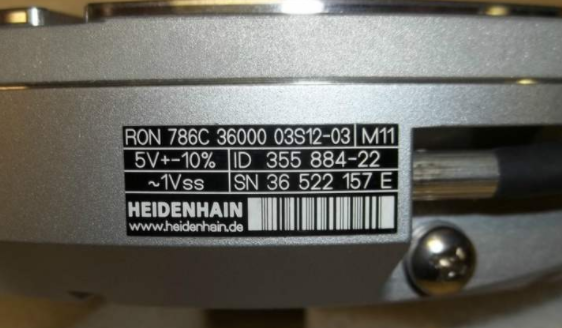 RON 786C 36000 03S12-03 M11
5V+-10% ID 355 884-22
~1Vss SN 36 522 157 E
HEIDENHAIN
www.heidenhain.de